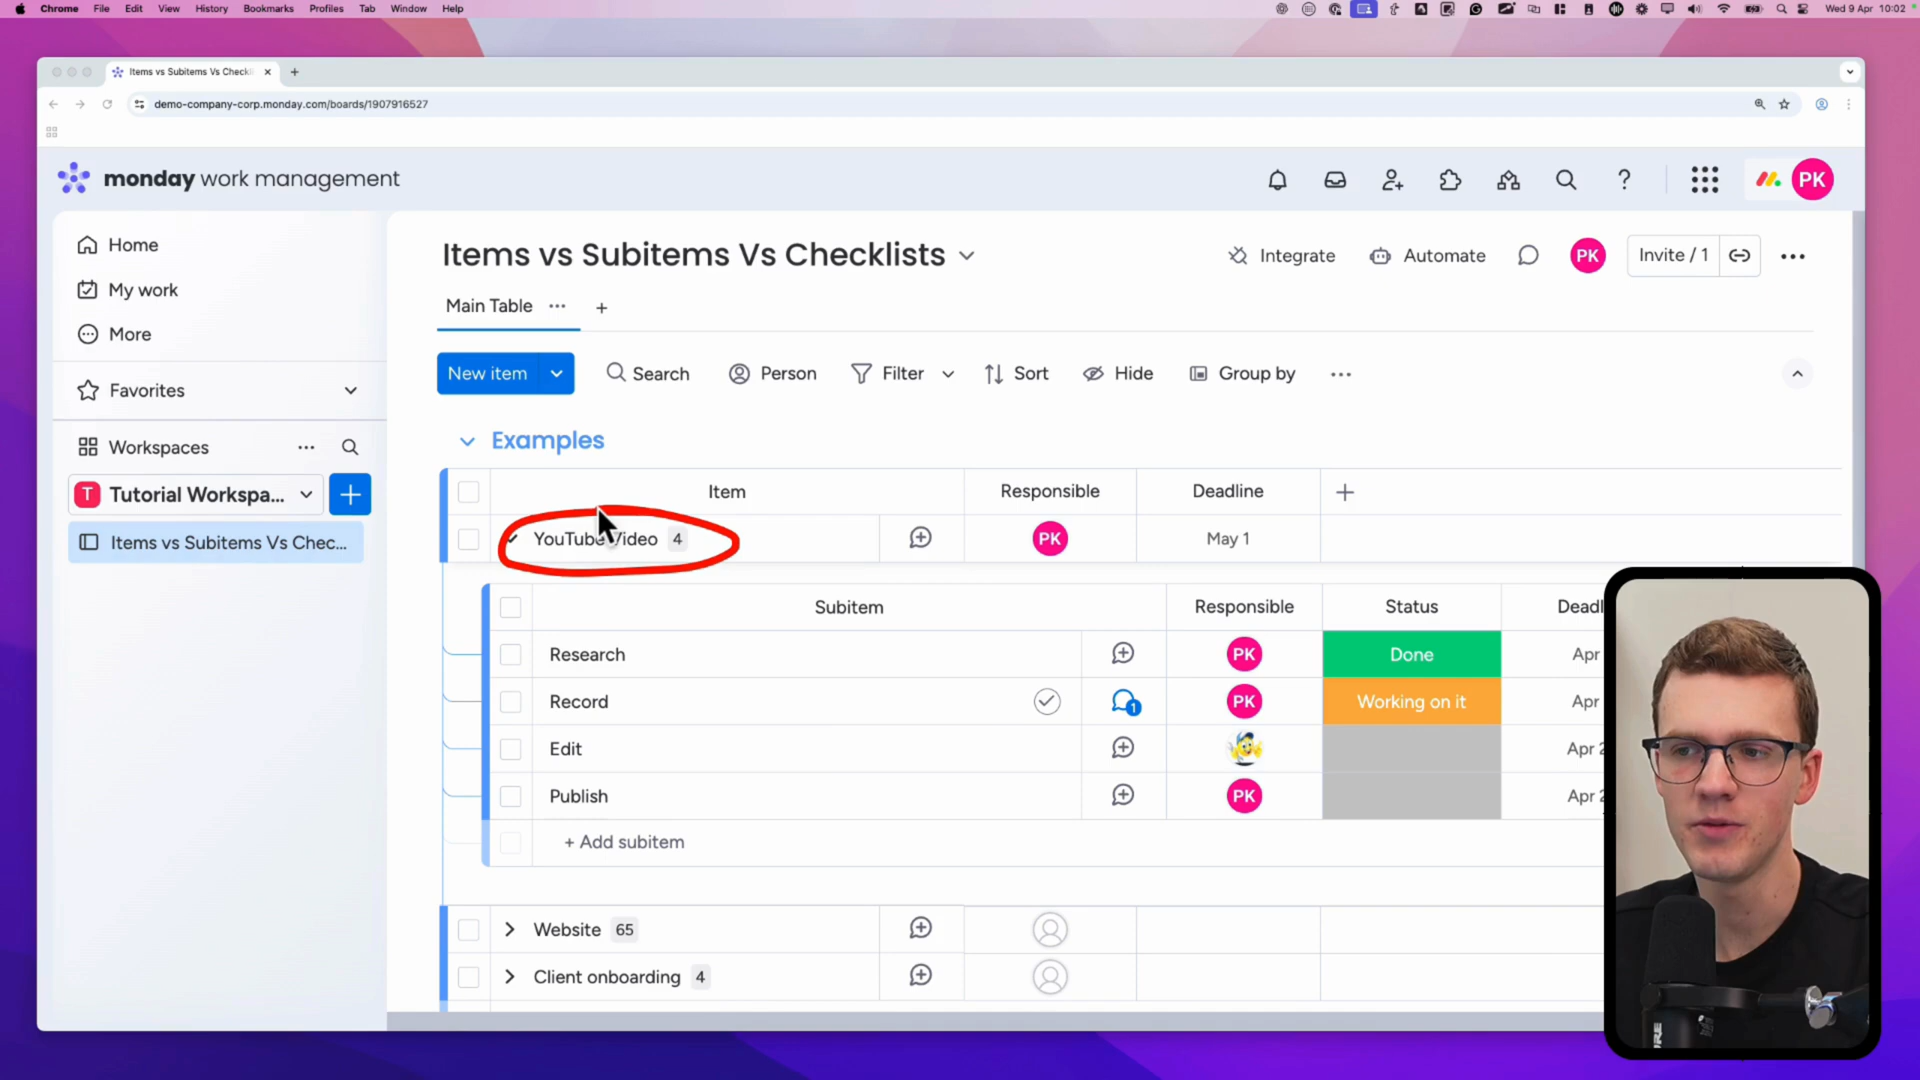 Chrome File Edit View History Bookmarks Profiles Tab Window Help
Wed 9 Apr 10:02
Items vs Subitems Vs Checkli
demo-company-corp.monday.com/boards/1907916527
monday work management
PK
Home
My work
More
Favorites
Workspaces
T Tutorial Workspa...
Items vs Subitems Vs Chec...
Items vs Subitems Vs Checklists
Integrate Automate PK Invite / 1
Main Table
New item Search Person Filter Sort Hide Group by
Examples
Item Responsible Deadline
YouTube Video 4 PK May 1
Subitem Responsible Status Deadl
Research PK Done Apr
Record 1 PK Working on it Apr
Edit Apr 2
Publish PK Apr 2
+ Add subitem
Website 65
Client onboarding 4